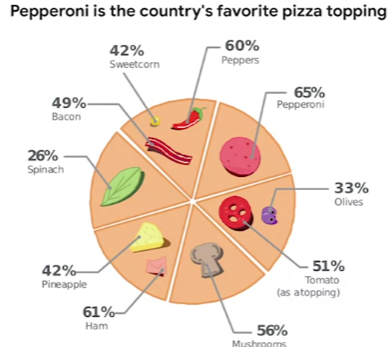 Pepperoni is the country's favorite pizza topping
42%
Sweetcorn
60%
Peppers
65%
Pepperoni
49%
Bacon
26%
Spinach
33%
Olives
51%
Tomato
(as atopping)
42%
Pineapple
61%
Ham
56%
Mushrooms